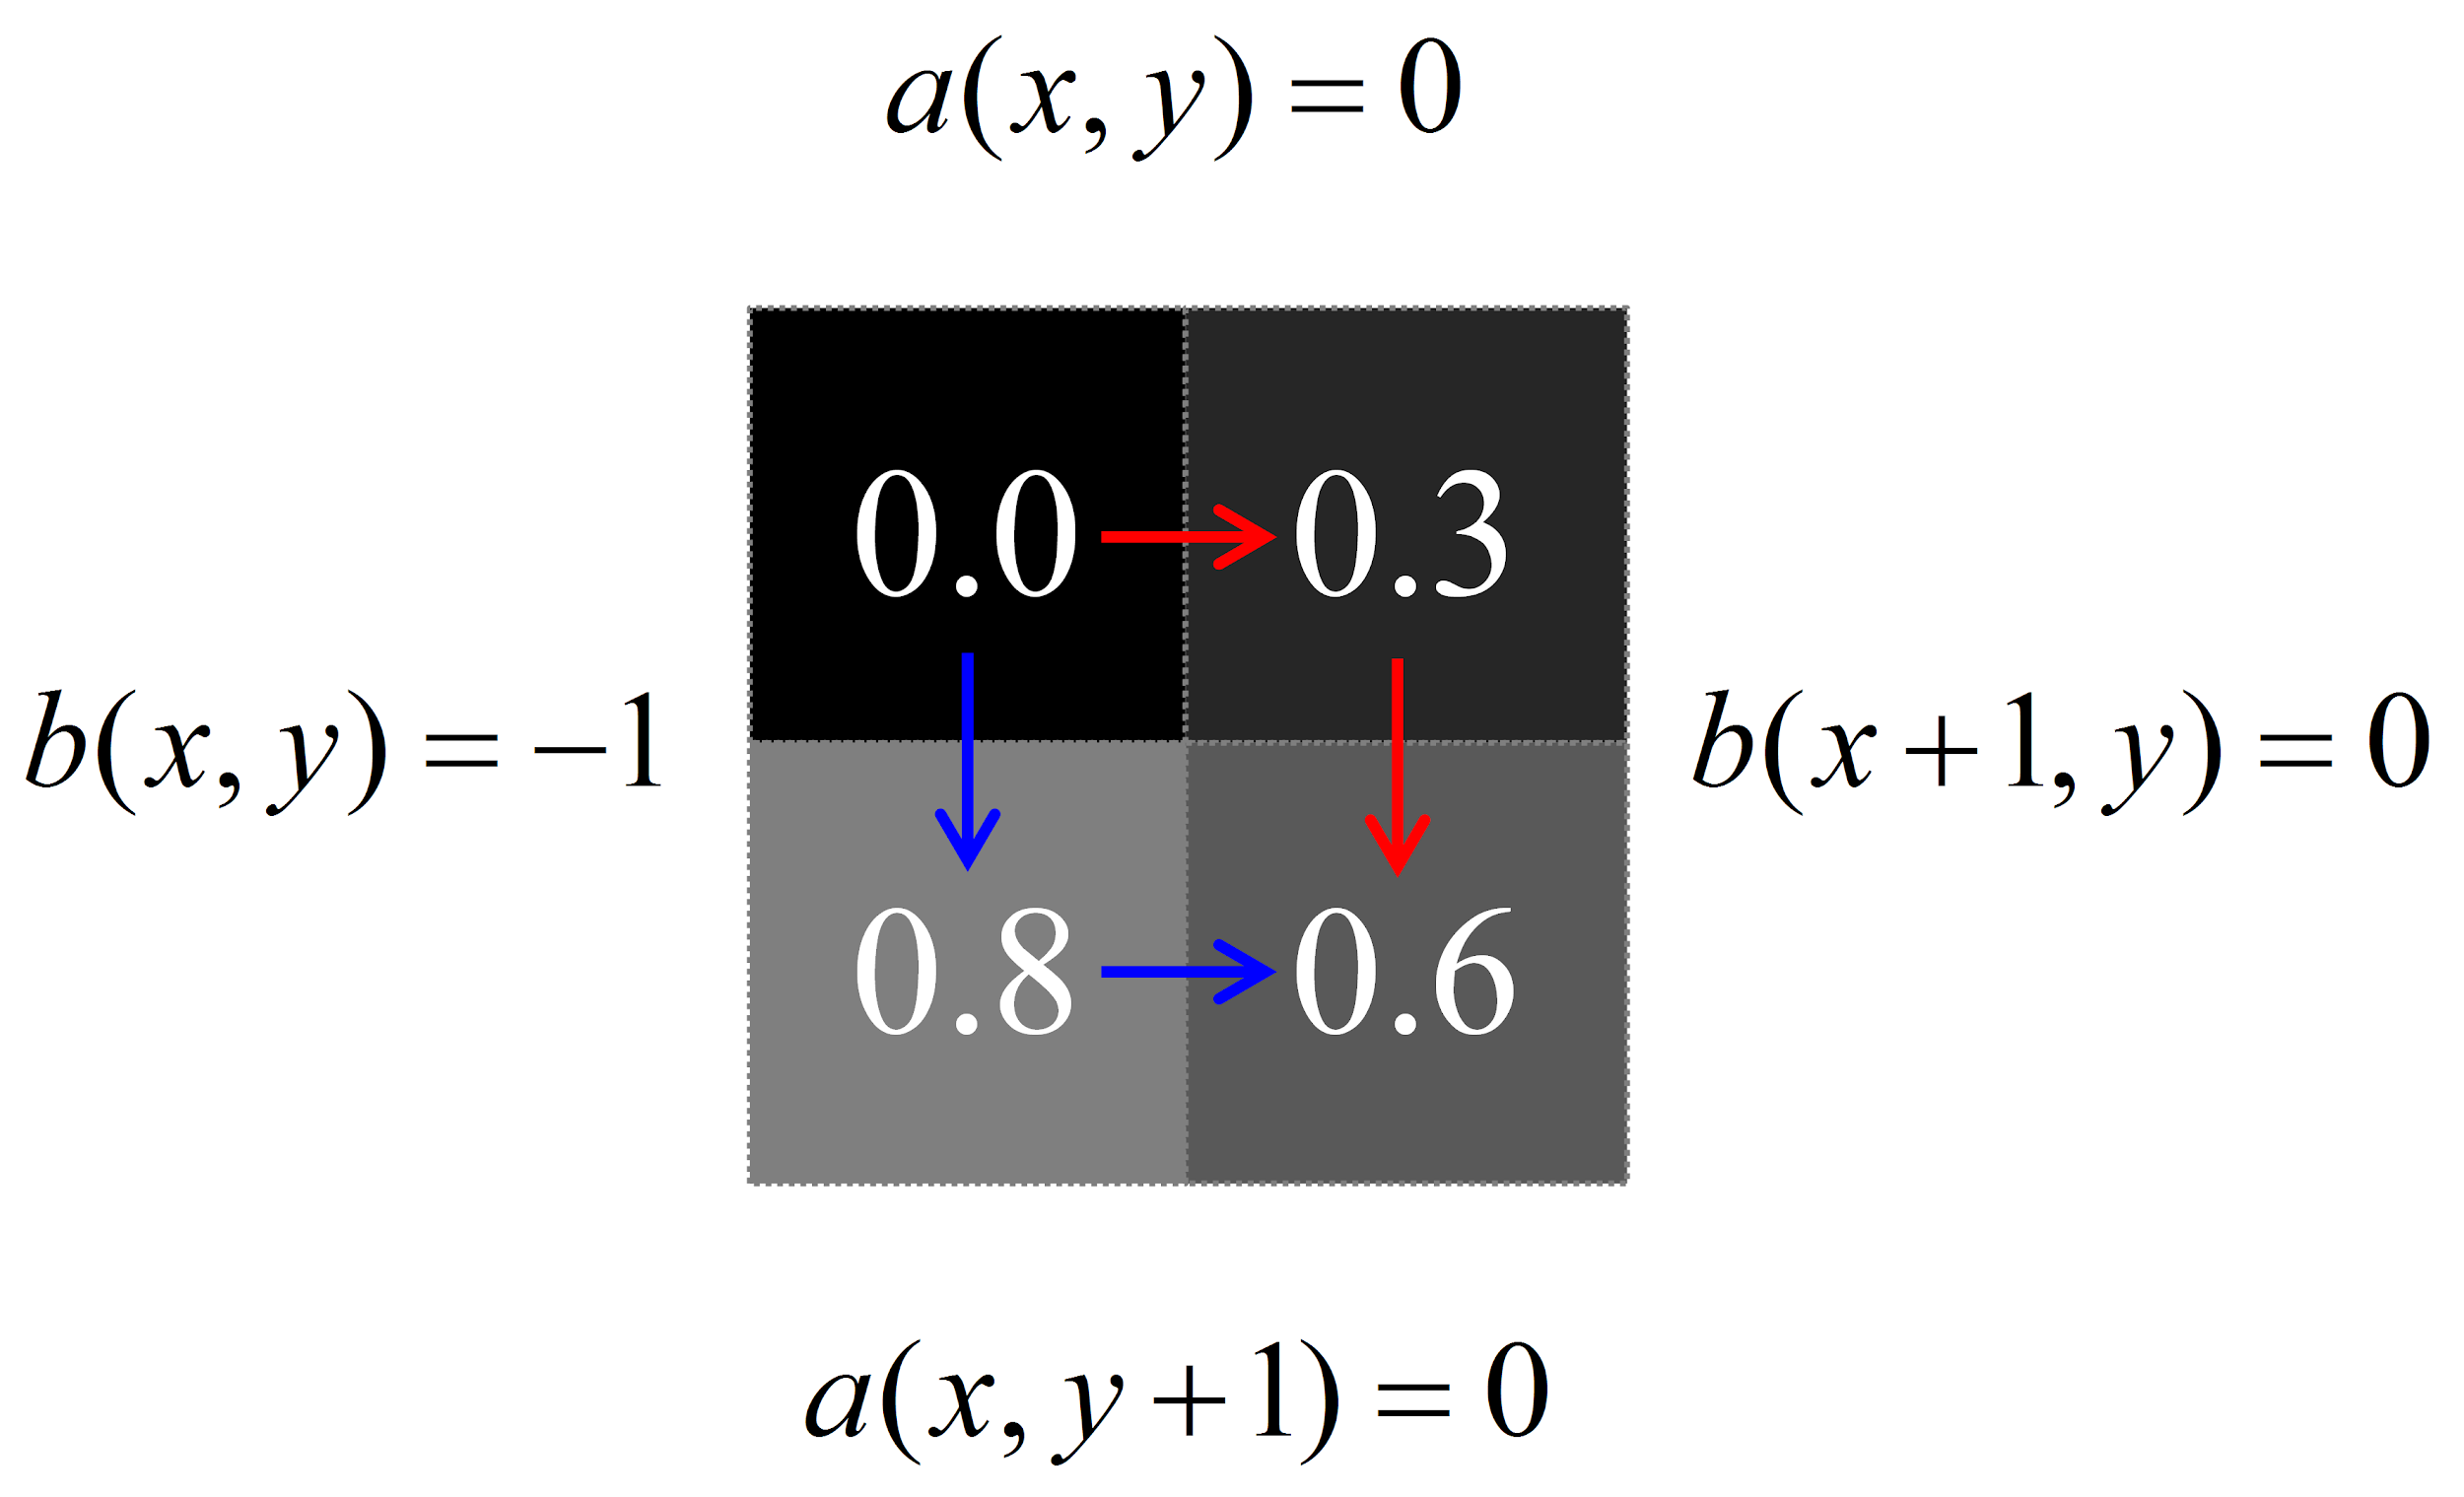 a(x, y) = 0
0.0 0.3
b(x, y) = −1
b(x + 1, y) = 0
0.8 0.6
a(x, y + 1) = 0